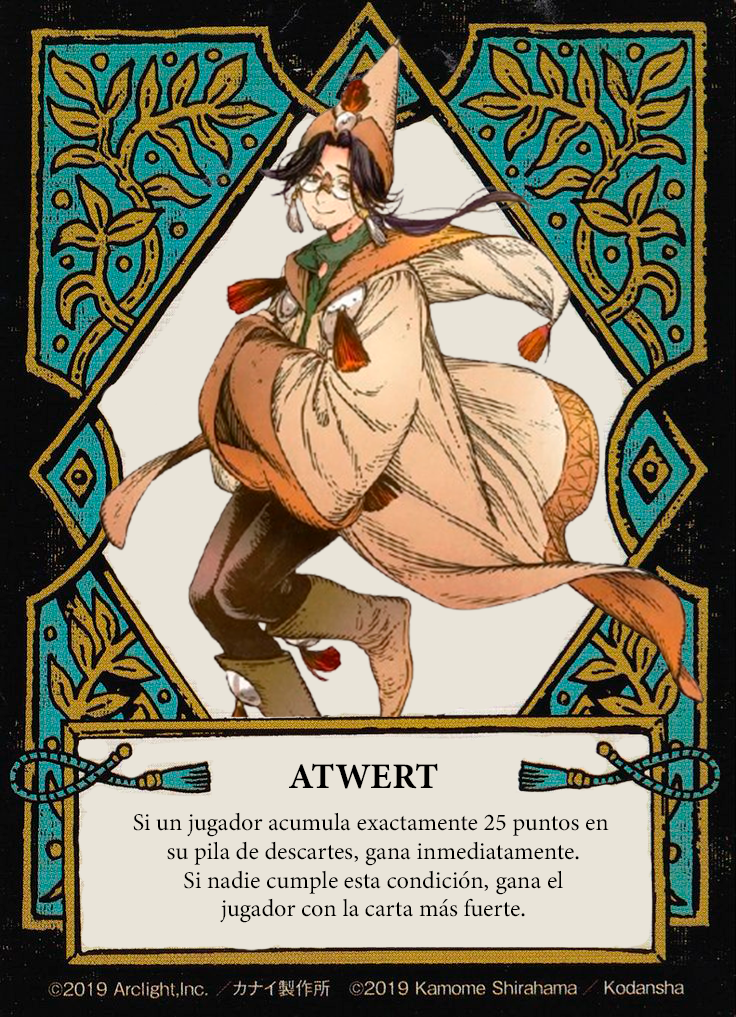 ATWERT
Si un jugador acumula exactamente 25 puntos en
su pila de descartes, gana inmediatamente.
Si nadie cumple esta condición, gana el
jugador con la carta más fuerte.
©2019 Arclight,Inc. ／カナイ製作所 ©2019 Kamome Shirahama ／ Kodansha